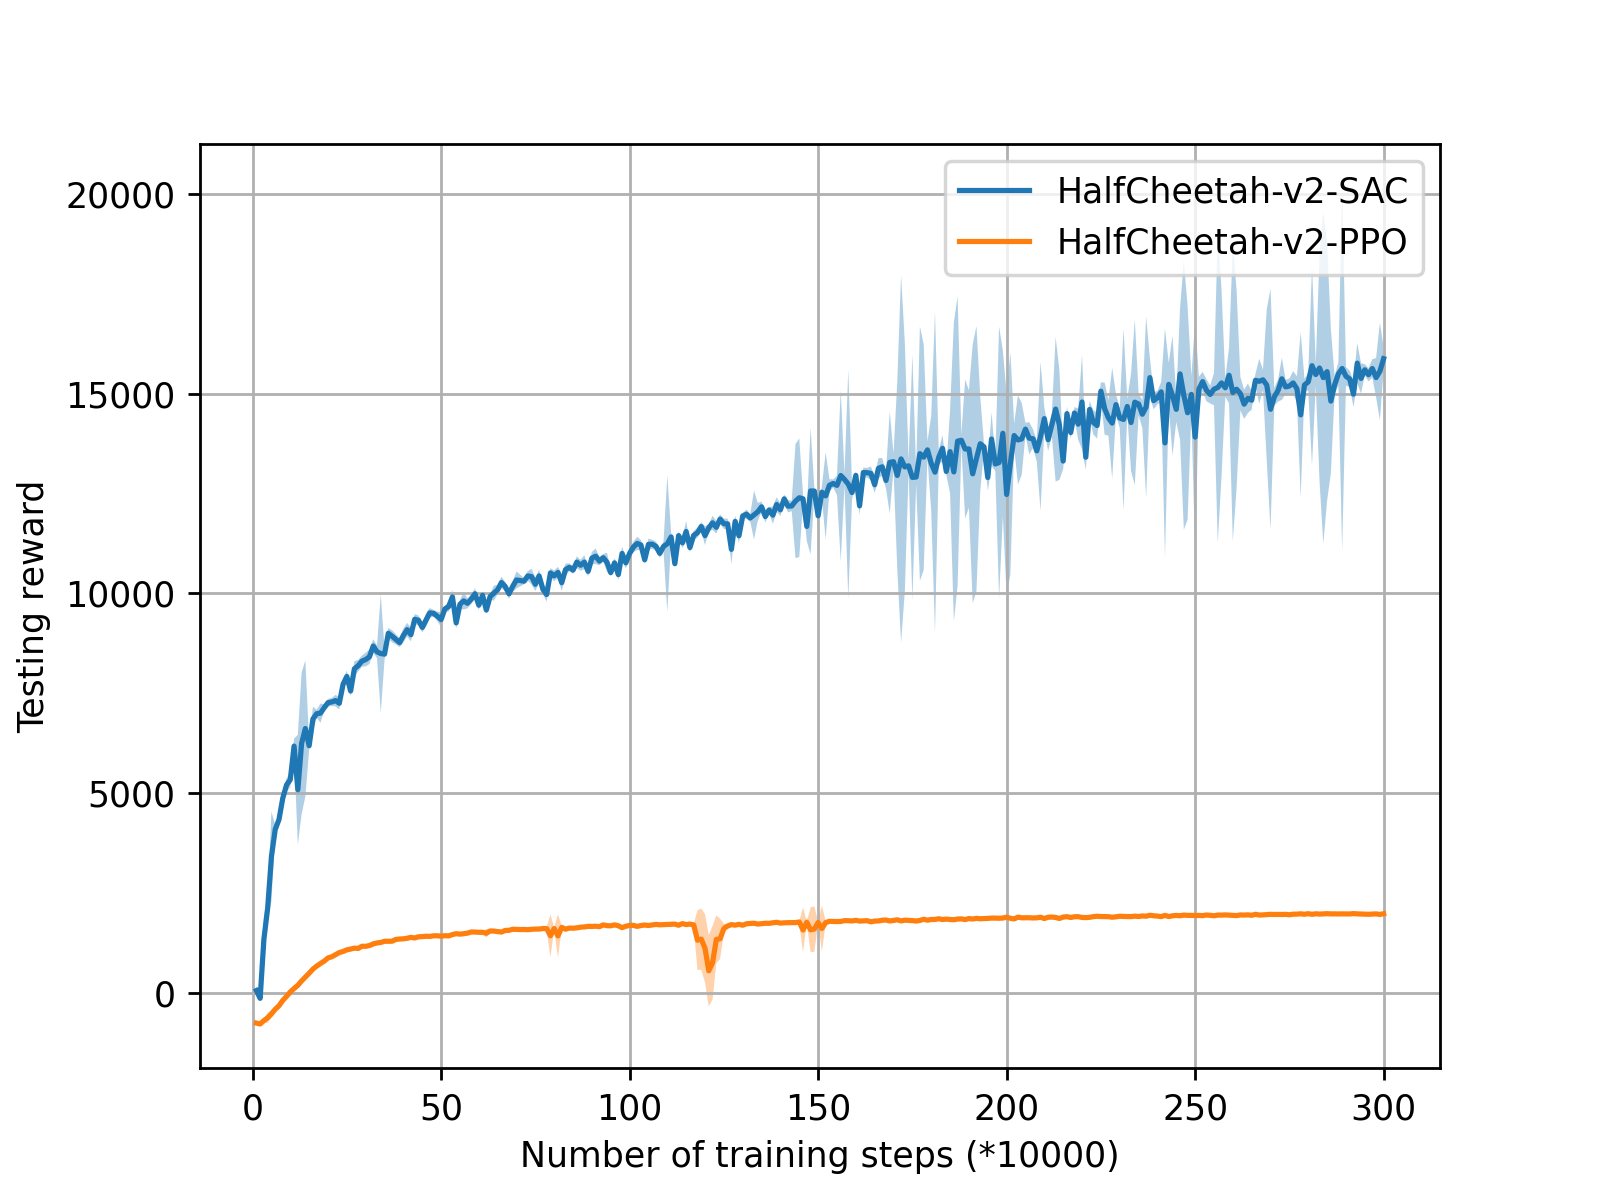 HalfCheetah-v2-SAC
HalfCheetah-v2-PPO
20000
15000
10000
5000
0
Testing reward
0 50 100 150 200 250 300
Number of training steps (*10000)